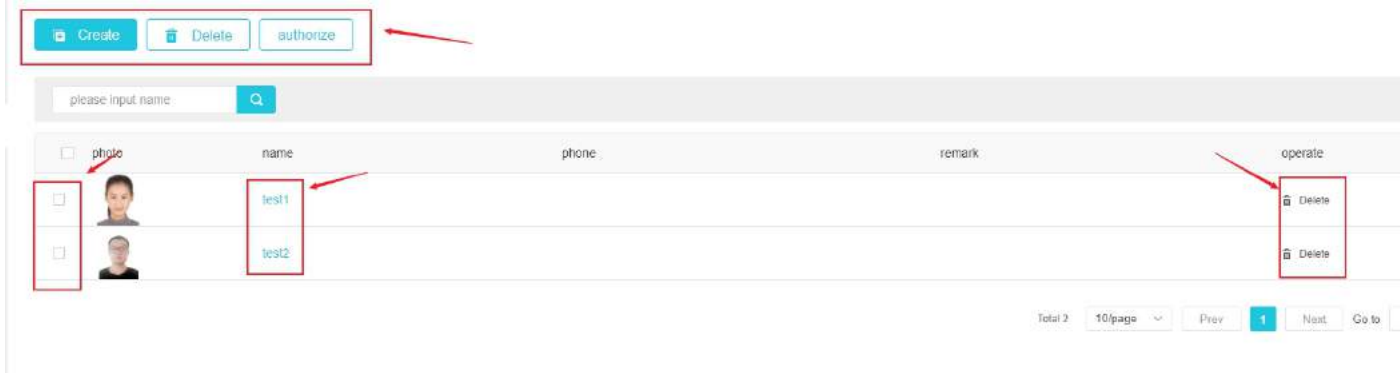 Create Delete authorize
please input name
photo name phone remark operate
test1 Delete
test2 Delete
Total 2 10/page Prev 1 Next Go to